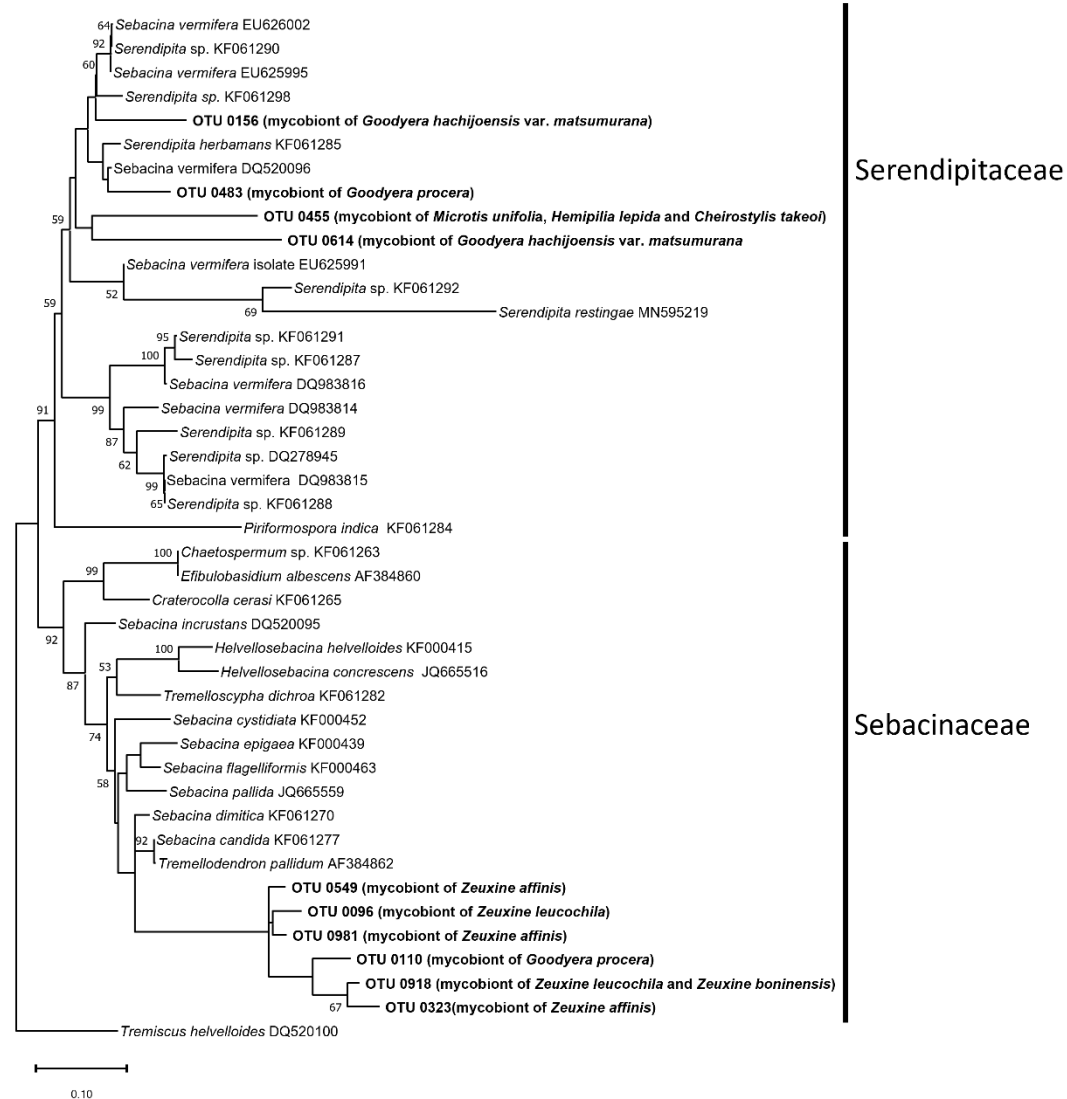 64 Sebacina vermifera EU626002
92 Serendipita sp. KF061290
60 Sebacina vermifera EU625995
Serendipita sp. KF061298
OTU 0156 (mycobiont of Goodyera hachijoensis var. matsumurana)
Serendipita herbamans KF061285
Sebacina vermifera DQ520096
Serendipitaceae
OTU 0483 (mycobiont of Goodyera procera)
59 OTU 0455 (mycobiont of Microtis unifolia, Hemipilia lepida and Cheirostylis takeoi)
OTU 0614 (mycobiont of Goodyera hachijoensis var. matsumurana
Sebacina vermifera isolate EU625991
52 Serendipita sp. KF061292
59
69 Serendipita restingae MN595219
95 Serendipita sp. KF061291
100 Serendipita sp. KF061287
Sebacina vermifera DQ983816
91 99 Sebacina vermifera DQ983814
87 Serendipita sp. KF061289
62 Serendipita sp. DQ278945
99 Sebacina vermifera DQ983815
65 Serendipita sp. KF061288
Piriformospora indica KF061284
100 Chaetospermum sp. KF061263
99 Efibulobasidium albescens AF384860
Craterocolla cerasi KF061265
92 Sebacina incrustans DQ520095
100 Helvellosebacina helvelloides KF000415
53 Helvellosebacina concrescens JQ665516
87 Tremelloscypha dichroa KF061282
Sebacina cystidiata KF000452
Sebacinaceae
74 Sebacina epigaea KF000439
Sebacina flagelliformis KF000463
58 Sebacina pallida JQ665559
Sebacina dimitica KF061270
92 Sebacina candida KF061277
Tremellodendron pallidum AF384862
OTU 0549 (mycobiont of Zeuxine affinis)
OTU 0096 (mycobiont of Zeuxine leucochila)
OTU 0981 (mycobiont of Zeuxine affinis)
OTU 0110 (mycobiont of Goodyera procera)
OTU 0918 (mycobiont of Zeuxine leucochila and Zeuxine boninensis)
67 OTU 0323(mycobiont of Zeuxine affinis)
Tremiscus helvelloides DQ520100
0.10